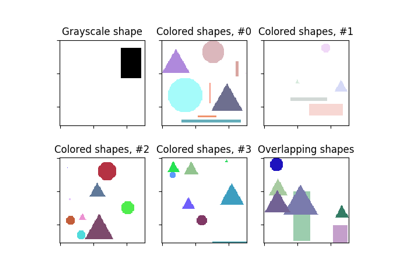 Grayscale shape
Colored shapes, #0
Colored shapes, #1
Colored shapes, #2
Colored shapes, #3
Overlapping shapes